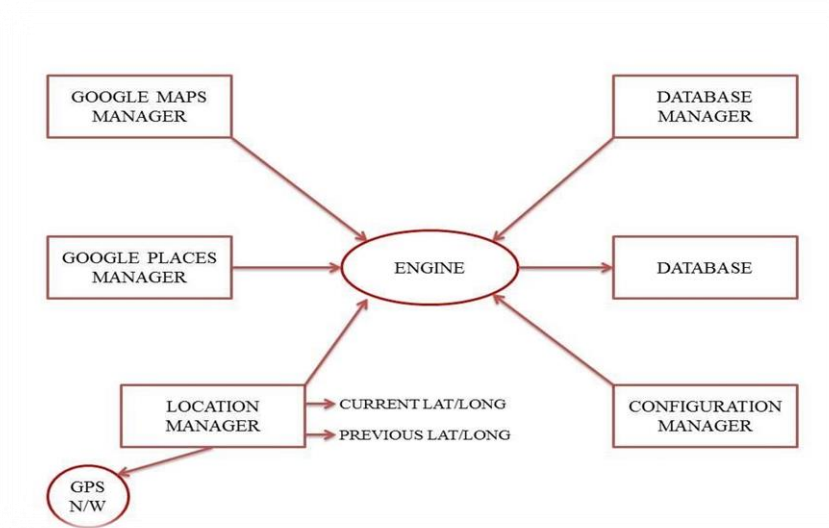 GOOGLE MAPS
MANAGER
DATABASE
MANAGER
GOOGLE PLACES
MANAGER
ENGINE
DATABASE
LOCATION
MANAGER
CURRENT LAT/LONG
PREVIOUS LAT/LONG
CONFIGURATION
MANAGER
GPS
N/W